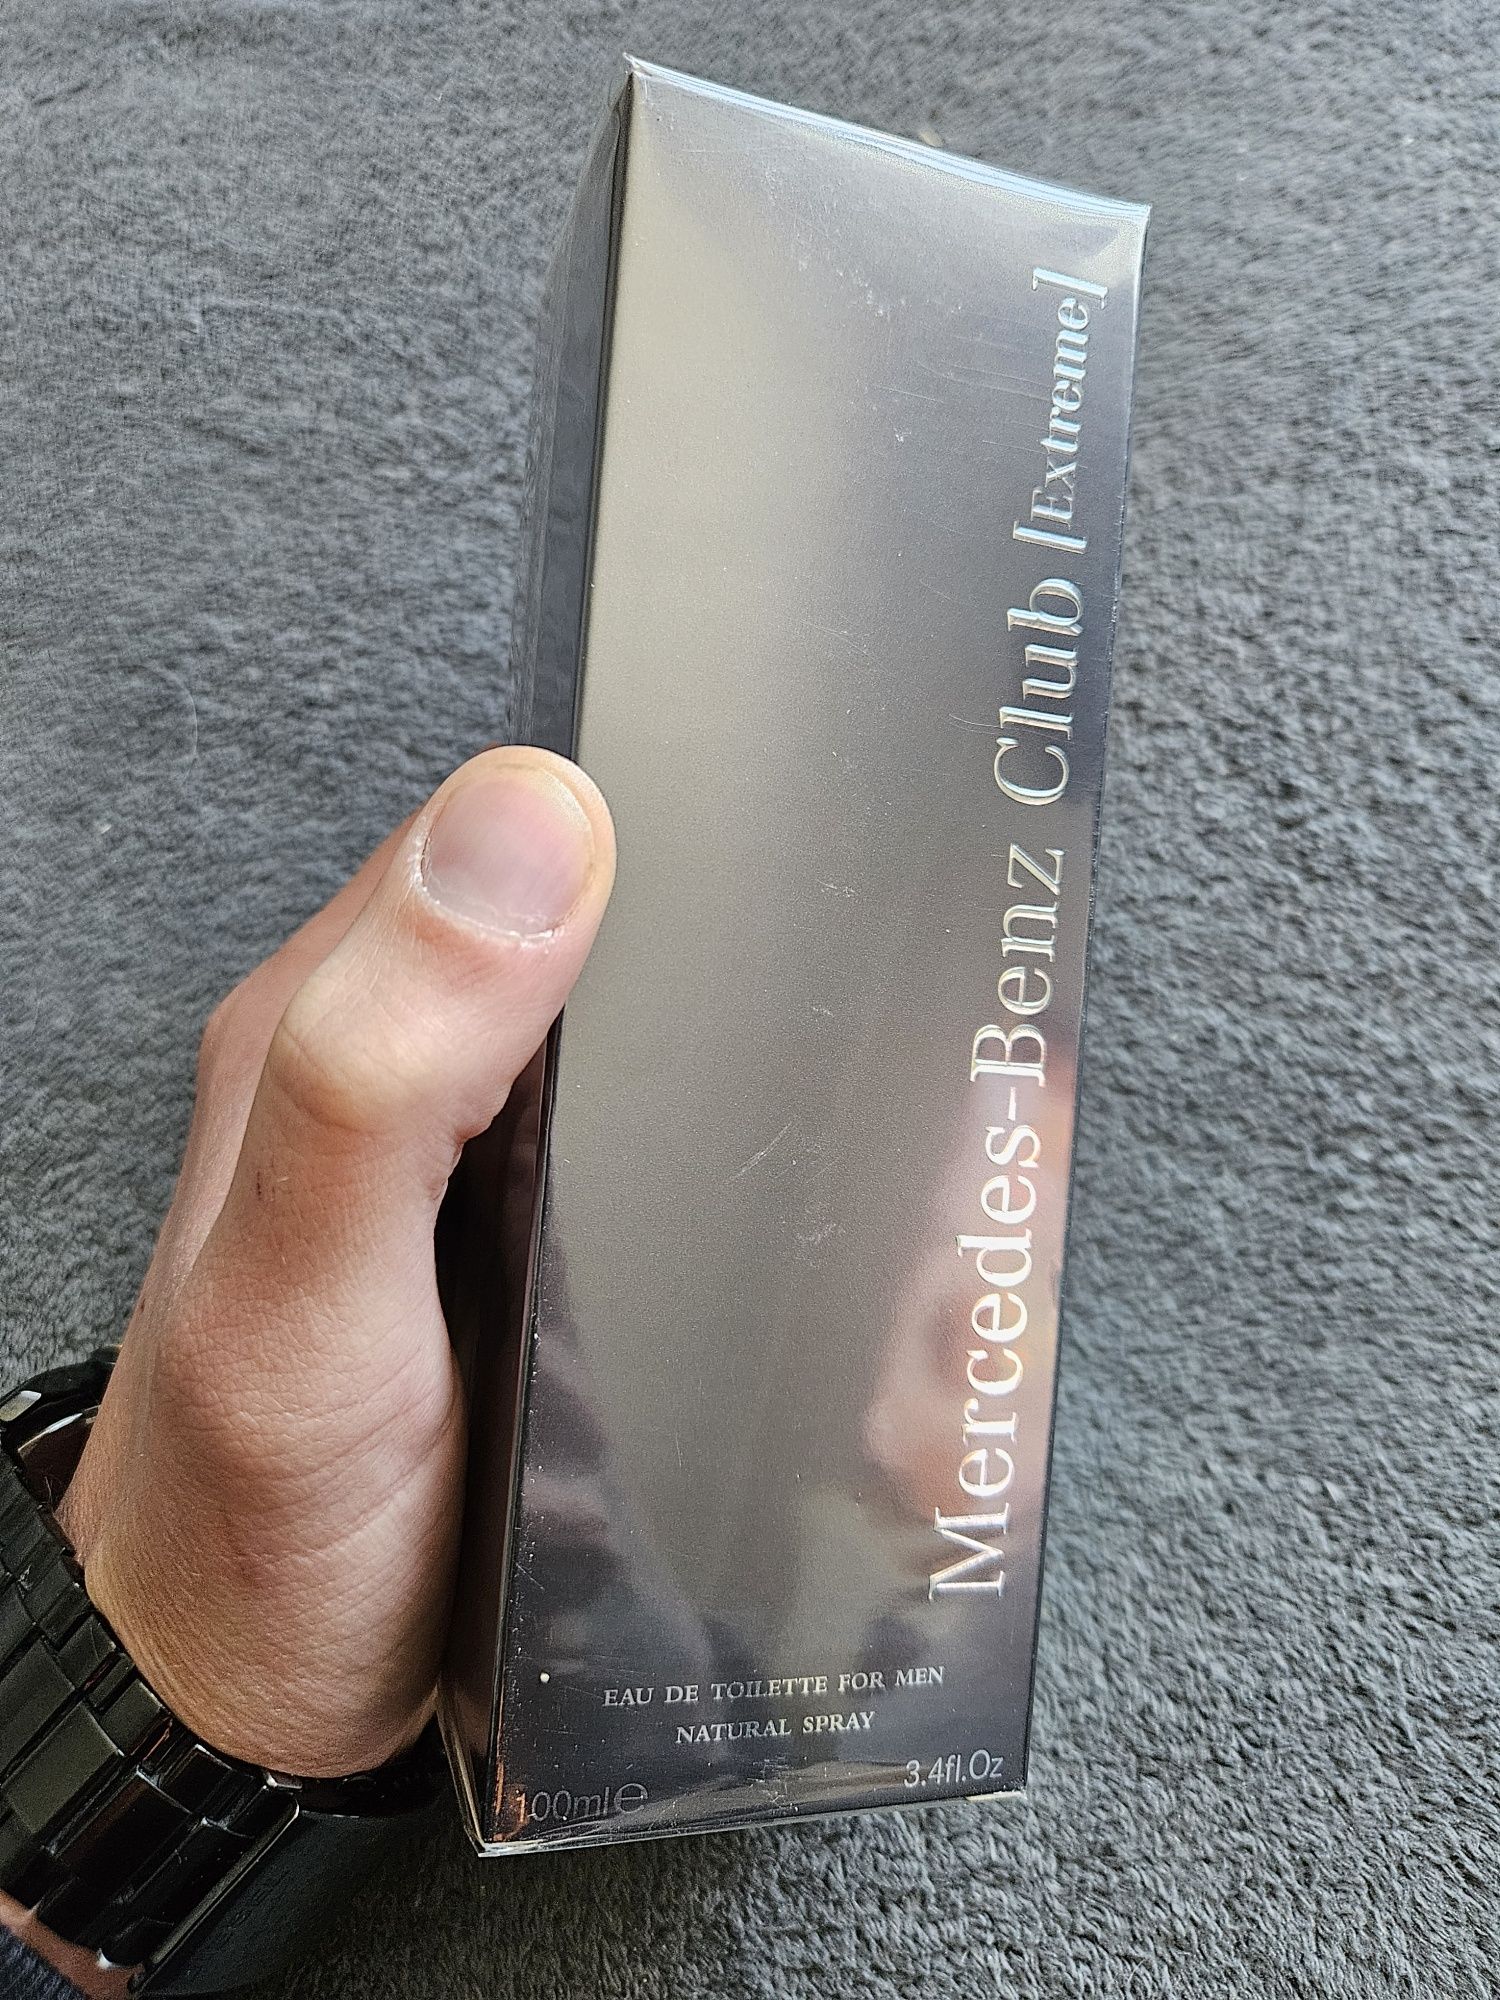 Mercedes-Benz Club [Extreme]
EAU DE TOILETTE FOR MEN
NATURAL SPRAY
100ml℮ 3.4fl.Oz